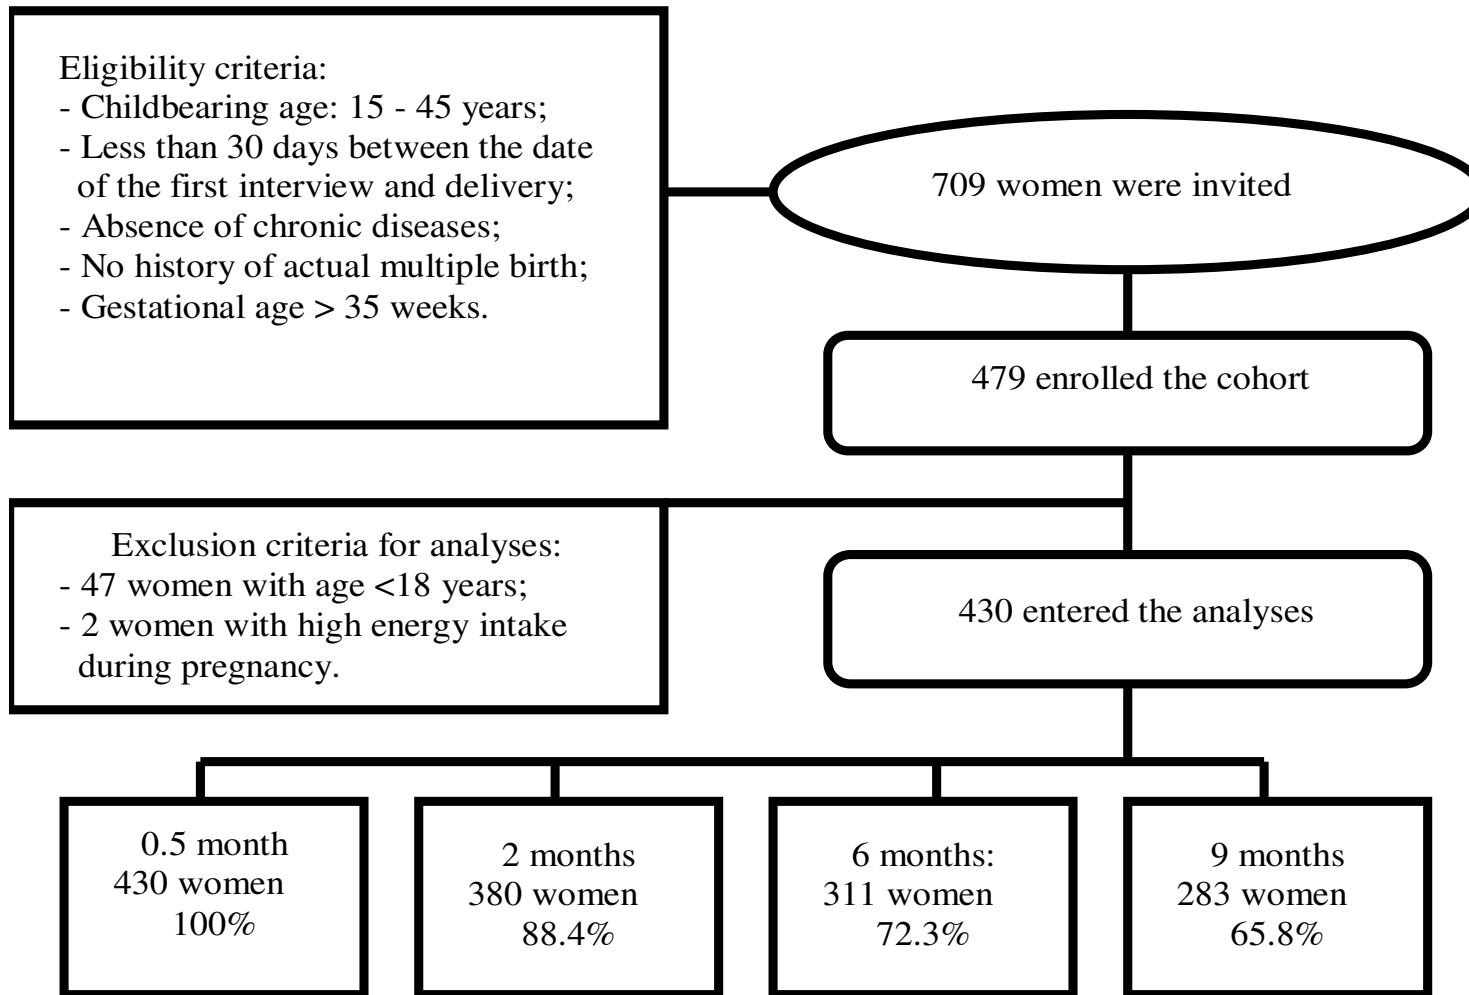 Eligibility criteria:
- Childbearing age: 15 - 45 years;
- Less than 30 days between the date
of the first interview and delivery;
- Absence of chronic diseases;
- No history of actual multiple birth;
- Gestational age > 35 weeks.
709 women were invited
479 enrolled the cohort
Exclusion criteria for analyses:
- 47 women with age <18 years;
- 2 women with high energy intake
during pregnancy.
430 entered the analyses
0.5 month
430 women
100%
2 months
380 women
88.4%
6 months:
311 women
72.3%
9 months
283 women
65.8%